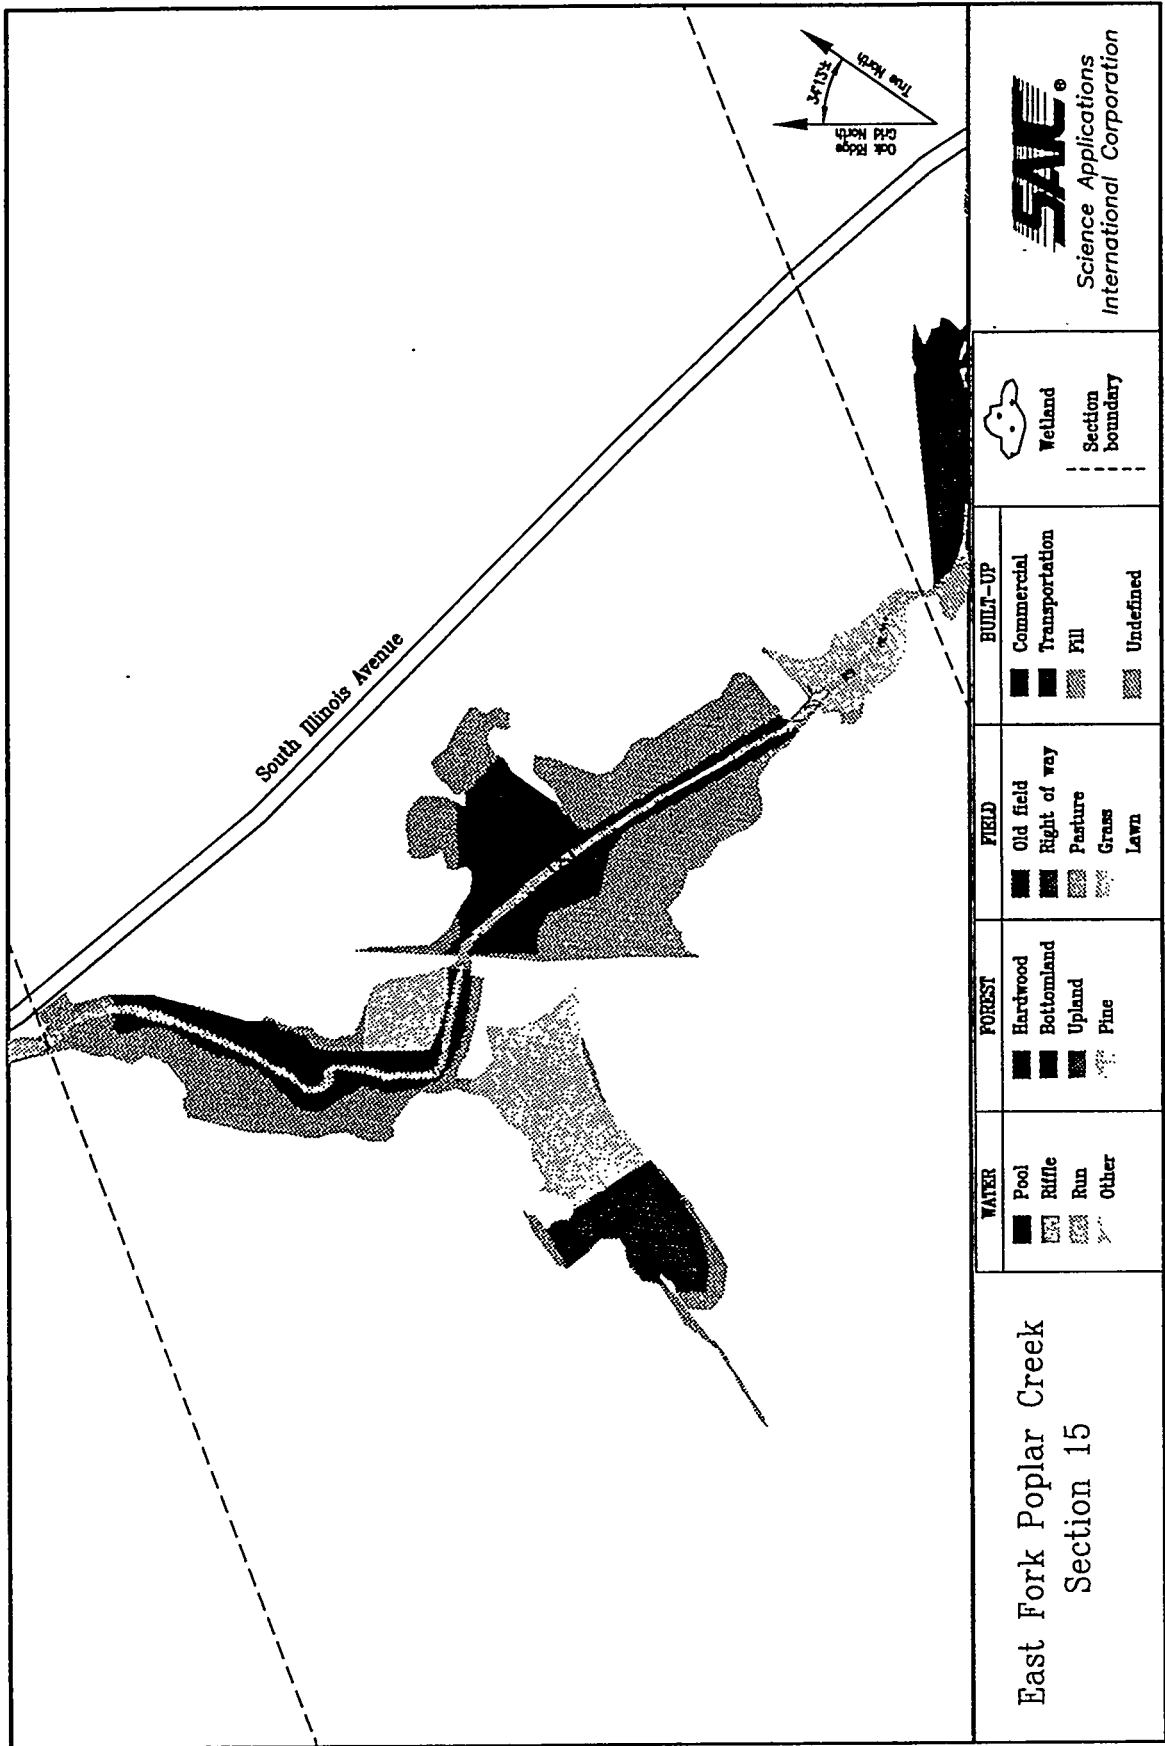 South Illinois Avenue
34°13'±
True North
Oak Ridge
Grid North
East Fork Poplar Creek
Section 15
WATER
Pool
Riffle
Run
Other
FOREST
Hardwood
Bottomland
Upland
Pine
FIELD
Old field
Right of way
Pasture
Grass
Lawn
BUILT-UP
Commercial
Transportation
Fill
Undefined
Wetland
Section
boundary
SAIC®
Science Applications
International Corporation